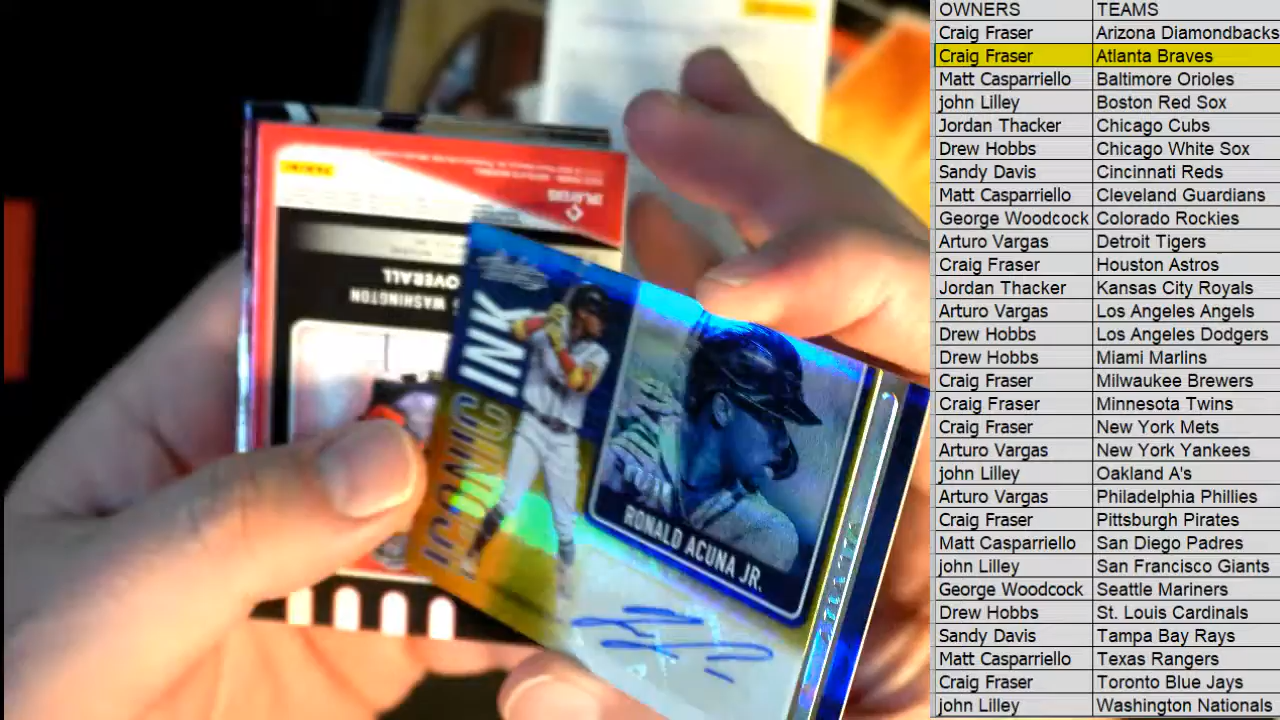 OWNERS TEAMS
Craig Fraser Arizona Diamondbacks
Craig Fraser Atlanta Braves
Matt Casparriello Baltimore Orioles
john Lilley Boston Red Sox
Jordan Thacker Chicago Cubs
Drew Hobbs Chicago White Sox
Sandy Davis Cincinnati Reds
Matt Casparriello Cleveland Guardians
George Woodcock Colorado Rockies
Arturo Vargas Detroit Tigers
Craig Fraser Houston Astros
Jordan Thacker Kansas City Royals
Arturo Vargas Los Angeles Angels
Drew Hobbs Los Angeles Dodgers
Drew Hobbs Miami Marlins
Craig Fraser Milwaukee Brewers
Craig Fraser Minnesota Twins
Craig Fraser New York Mets
Arturo Vargas New York Yankees
john Lilley Oakland A's
Arturo Vargas Philadelphia Phillies
Craig Fraser Pittsburgh Pirates
Matt Casparriello San Diego Padres
john Lilley San Francisco Giants
George Woodcock Seattle Mariners
Drew Hobbs St. Louis Cardinals
Sandy Davis Tampa Bay Rays
Matt Casparriello Texas Rangers
Craig Fraser Toronto Blue Jays
john Lilley Washington Nationals
PANINI
PLAYERS
WASHINGTON
OVERALL
ICONIC INK
RONALD ACUNA JR.